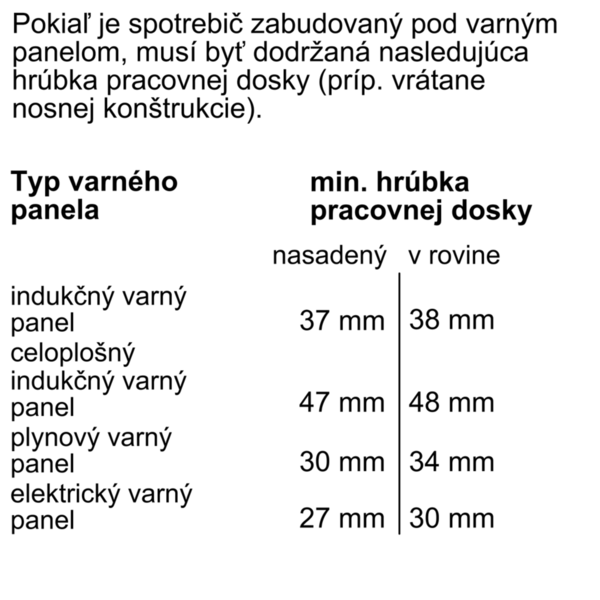 Pokiaľ je spotrebič zabudovaný pod varným
panelom, musí byť dodržaná nasledujúca
hrúbka pracovnej dosky (príp. vrátane
nosnej konštrukcie).
Typ varného
panela
min. hrúbka
pracovnej dosky
nasadený v rovine
indukčný varný
panel 37 mm 38 mm
celoplošný
indukčný varný
panel 47 mm 48 mm
plynový varný
panel 30 mm 34 mm
elektrický varný
panel 27 mm 30 mm